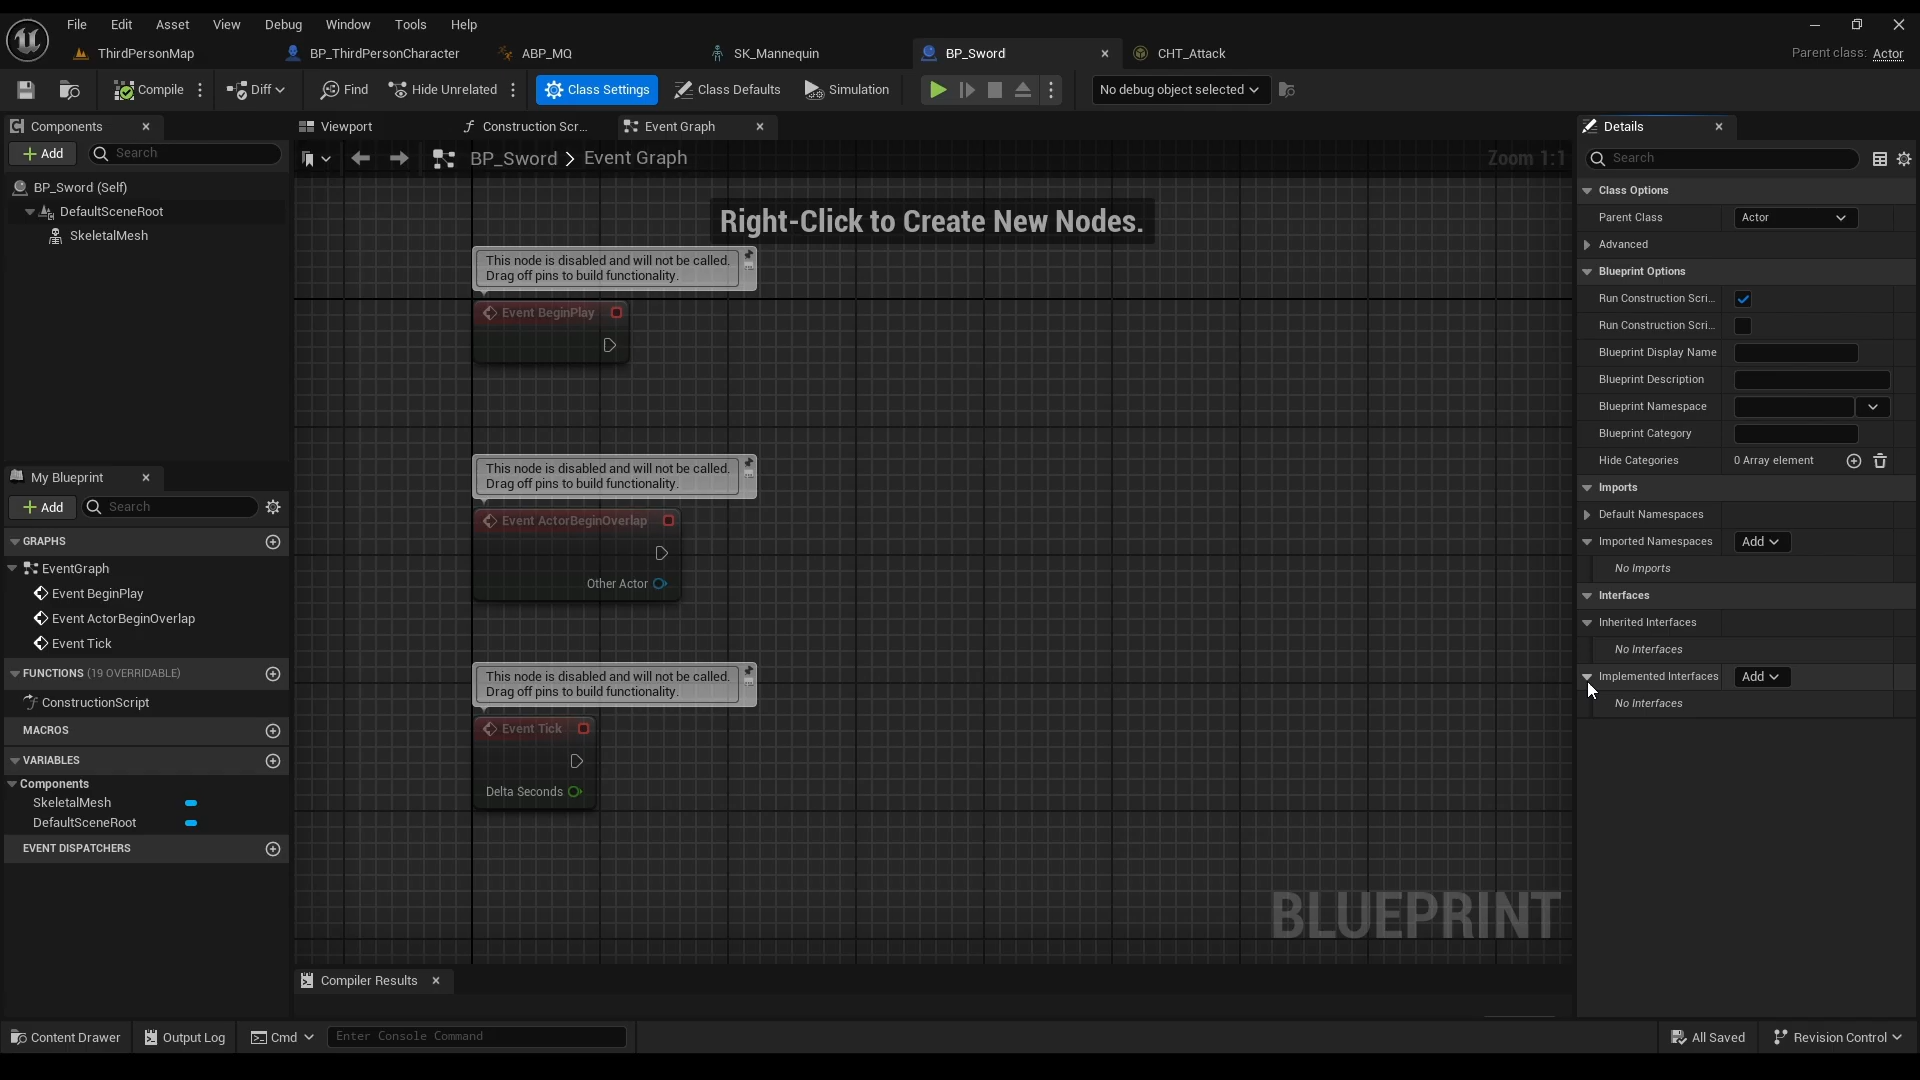 File Edit Asset View Debug Window Tools Help
ThirdPersonMap BP_ThirdPersonCharacter ABP_MQ SK_Mannequin BP_Sword CHT_Attack Parent class: Actor
Compile Diff Find Hide Unrelated Class Settings Class Defaults Simulation No debug object selected
Components
Add Search
BP_Sword (Self)
DefaultSceneRoot
SkeletalMesh
My Blueprint
Add Search
GRAPHS
EventGraph
Event BeginPlay
Event ActorBeginOverlap
Event Tick
FUNCTIONS (19 OVERRIDABLE)
ConstructionScript
MACROS
VARIABLES
Components
SkeletalMesh
DefaultSceneRoot
EVENT DISPATCHERS
Viewport Construction Scr... Event Graph
BP_Sword > Event Graph Zoom 1:1
Right-Click to Create New Nodes.
This node is disabled and will not be called.
Drag off pins to build functionality.
Event BeginPlay
This node is disabled and will not be called.
Drag off pins to build functionality.
Event ActorBeginOverlap
Other Actor
This node is disabled and will not be called.
Drag off pins to build functionality.
Event Tick
Delta Seconds
BLUEPRINT
Compiler Results
Details
Search
Class Options
Parent Class Actor
Advanced
Blueprint Options
Run Construction Scri...
Run Construction Scri...
Blueprint Display Name
Blueprint Description
Blueprint Namespace
Blueprint Category
Hide Categories 0 Array element
Imports
Default Namespaces
Imported Namespaces Add
No Imports
Interfaces
Inherited Interfaces
No Interfaces
Implemented Interfaces Add
No Interfaces
Content Drawer Output Log Cmd Enter Console Command All Saved Revision Control